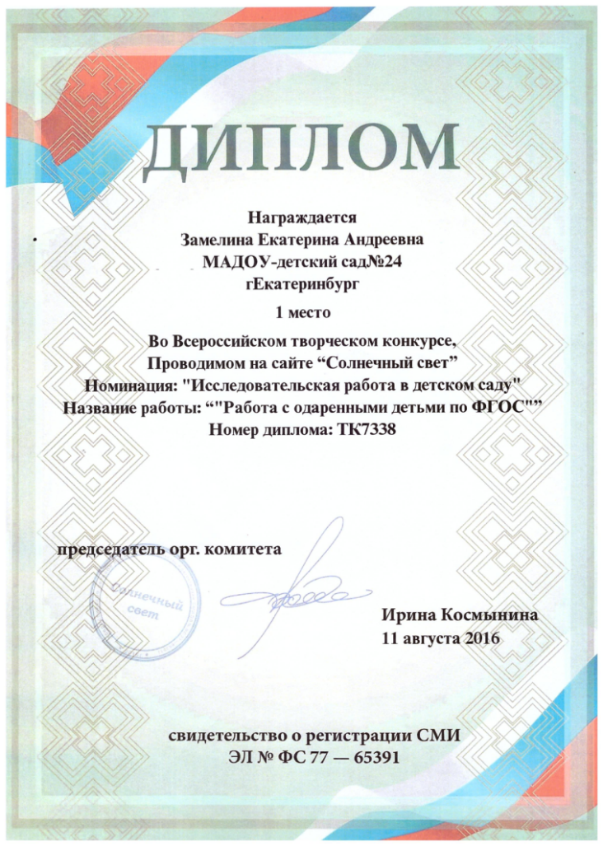 ДИПЛОМ
Награждается
Замелина Екатерина Андреевна
МАДОУ-детский сад№24
гЕкатеринбург
1 место
Во Всероссийском творческом конкурсе,
Проводимом на сайте “Солнечный свет”
Номинация: "Исследовательская работа в детском саду"
Название работы: “"Работа с одаренными детьми по ФГОС"”
Номер диплома: ТК7338
председатель орг. комитета
Солнечный
свет
Ирина Космынина
11 августа 2016
свидетельство о регистрации СМИ
ЭЛ № ФС 77 — 65391